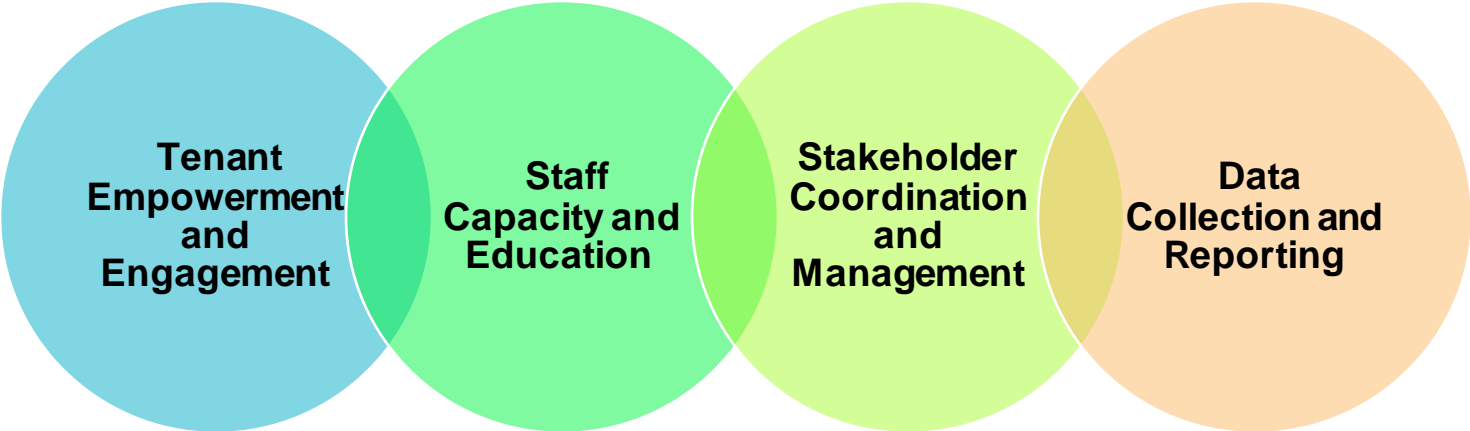 Tenant
Empowerment
and
Engagement
Staff
Capacity and
Education
Stakeholder
Coordination
and
Management
Data
Collection and
Reporting